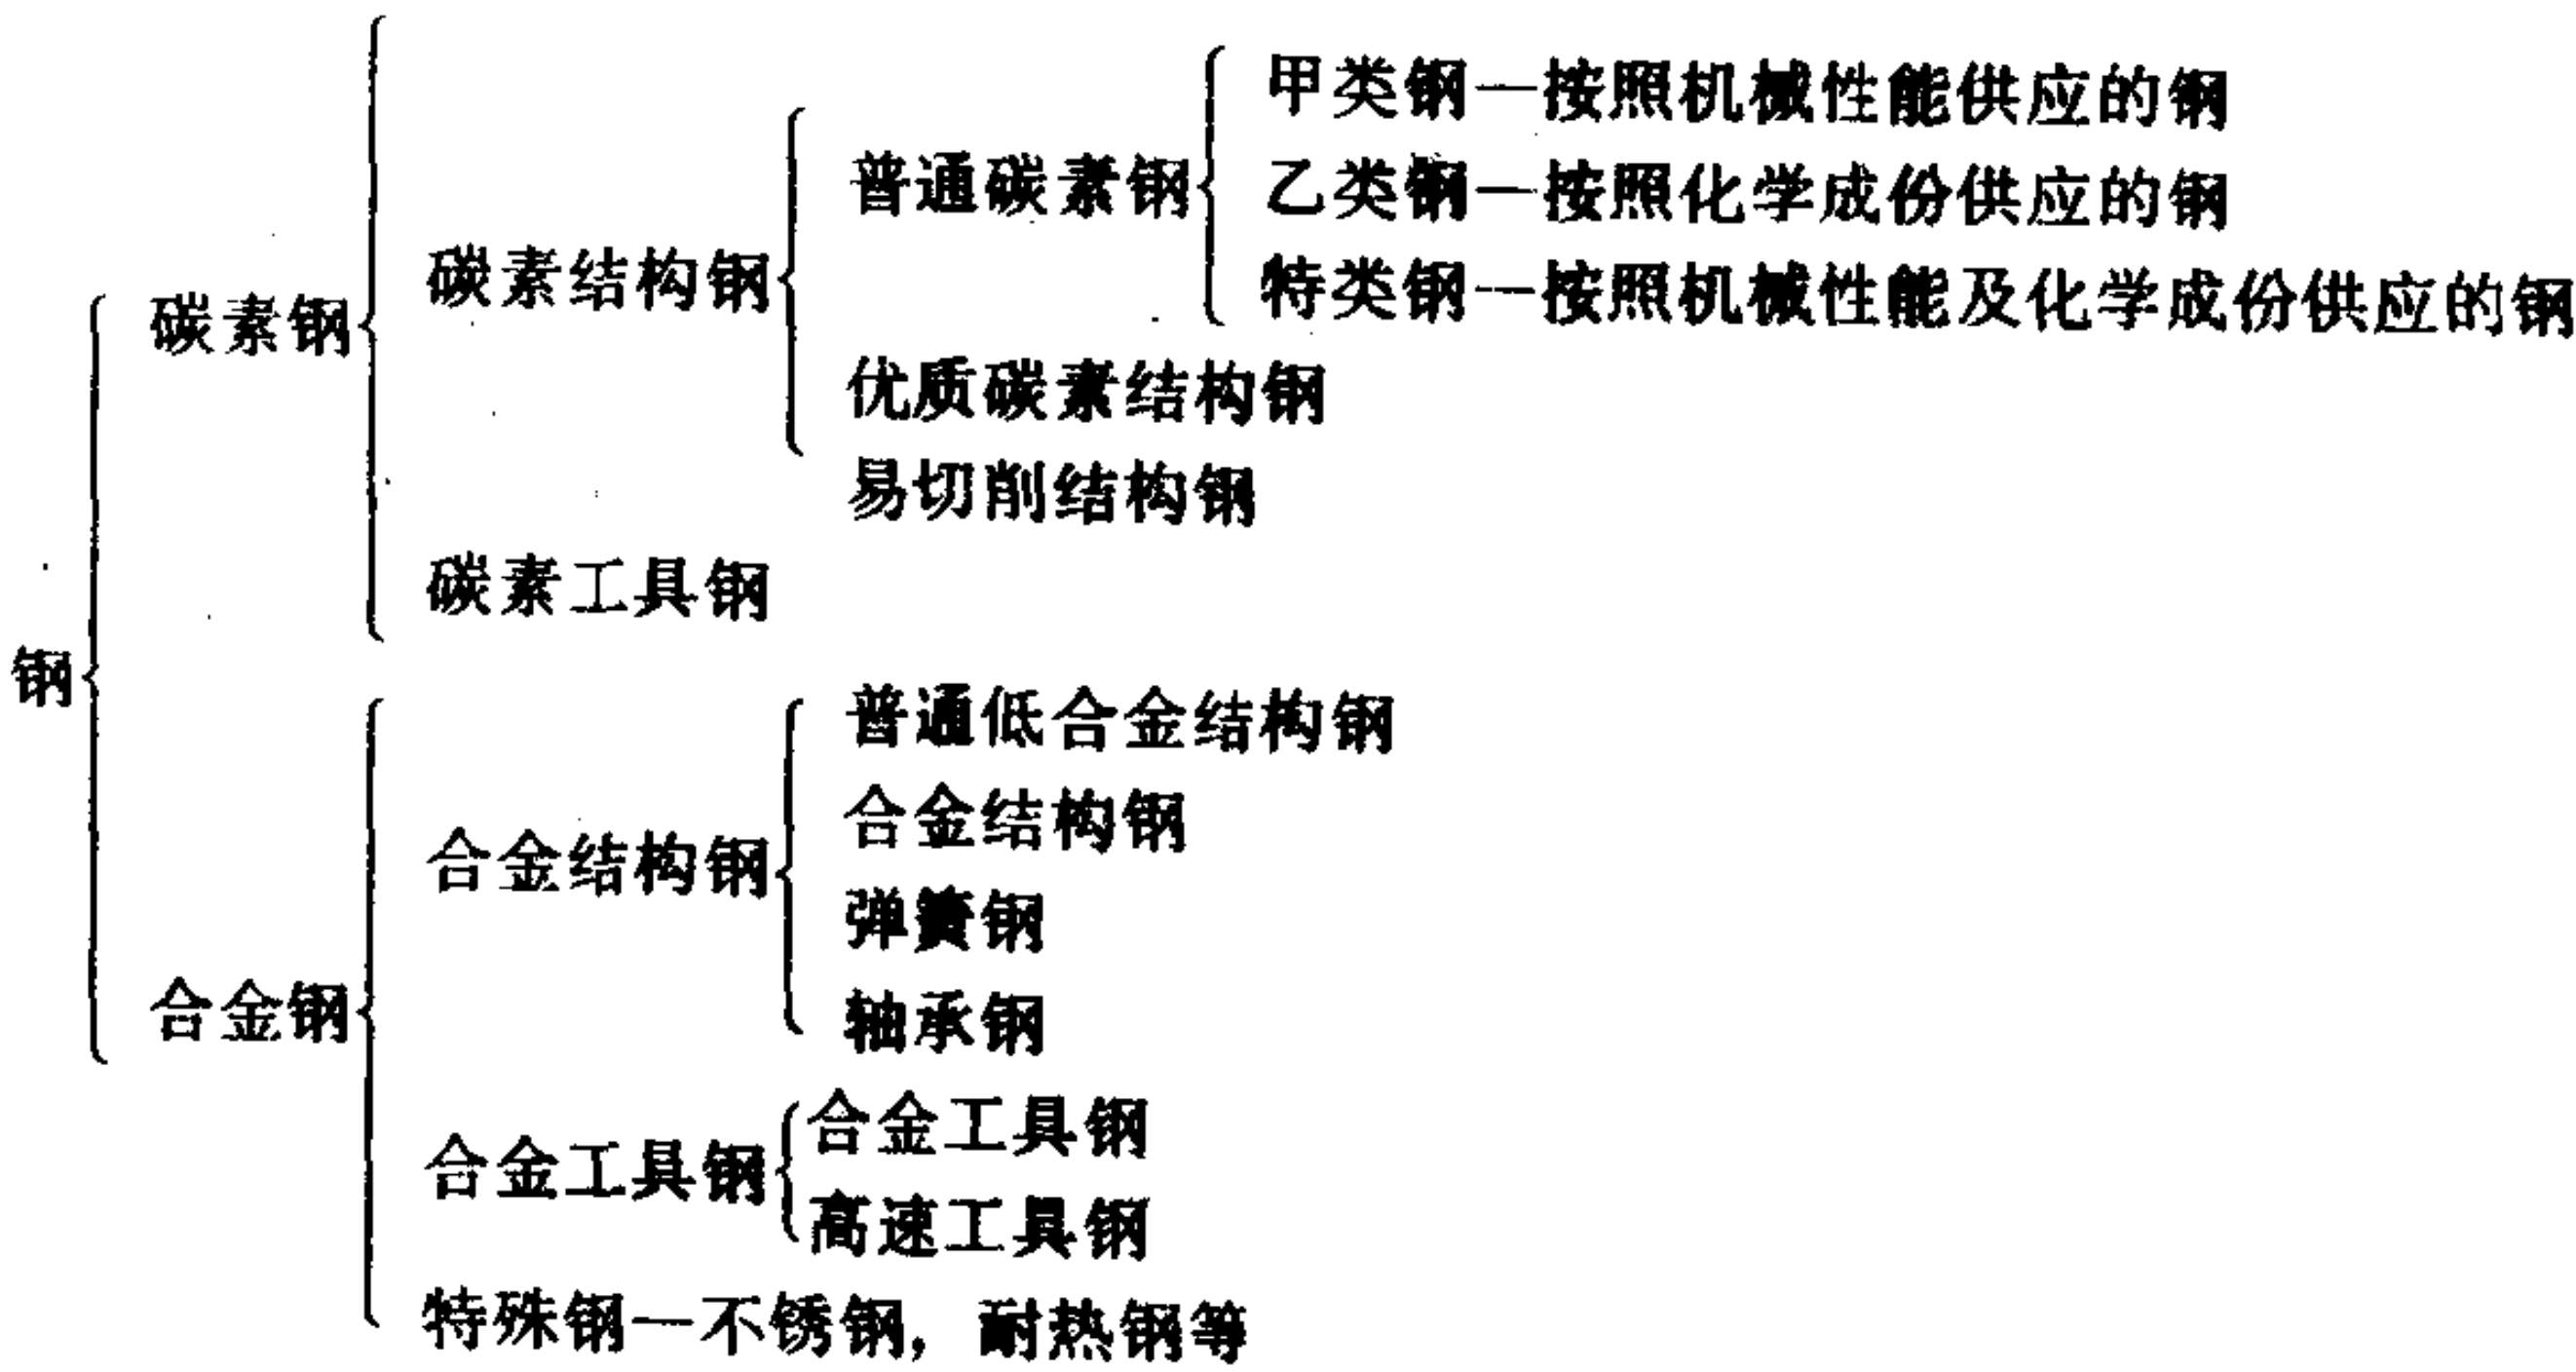 甲类钢—按照机械性能供应的钢
普通碳素钢
乙类钢—按照化学成份供应的钢
碳素结构钢
特类钢—按照机械性能及化学成份供应的钢
碳素钢
优质碳素结构钢
易切削结构钢
碳素工具钢
钢
普通低合金结构钢
合金结构钢
合金结构钢
弹簧钢
合金钢
轴承钢
合金工具钢
合金工具钢
高速工具钢
特殊钢—不锈钢，耐热钢等